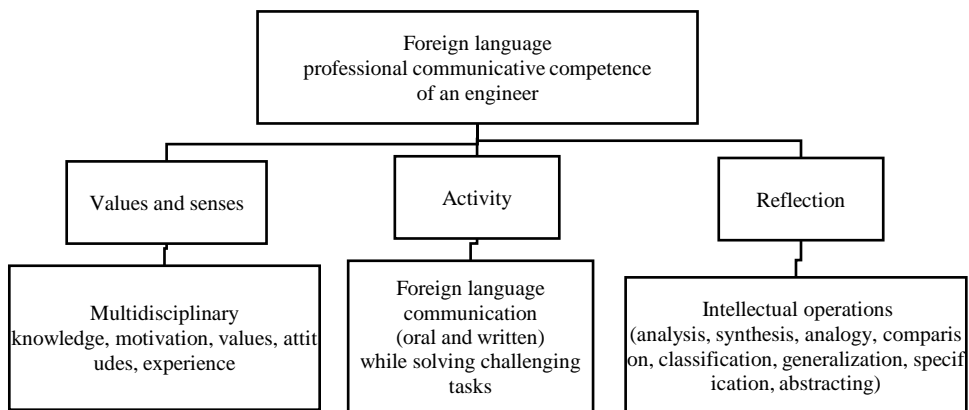 Foreign language
professional communicative competence
of an engineer
Values and senses
Activity
Reflection
Multidisciplinary
knowledge, motivation, values, attit
udes, experience
Foreign language
communication
(oral and written)
while solving challenging
tasks
Intellectual operations
(analysis, synthesis, analogy, comparis
on, classification, generalization, specif
ication, abstracting)